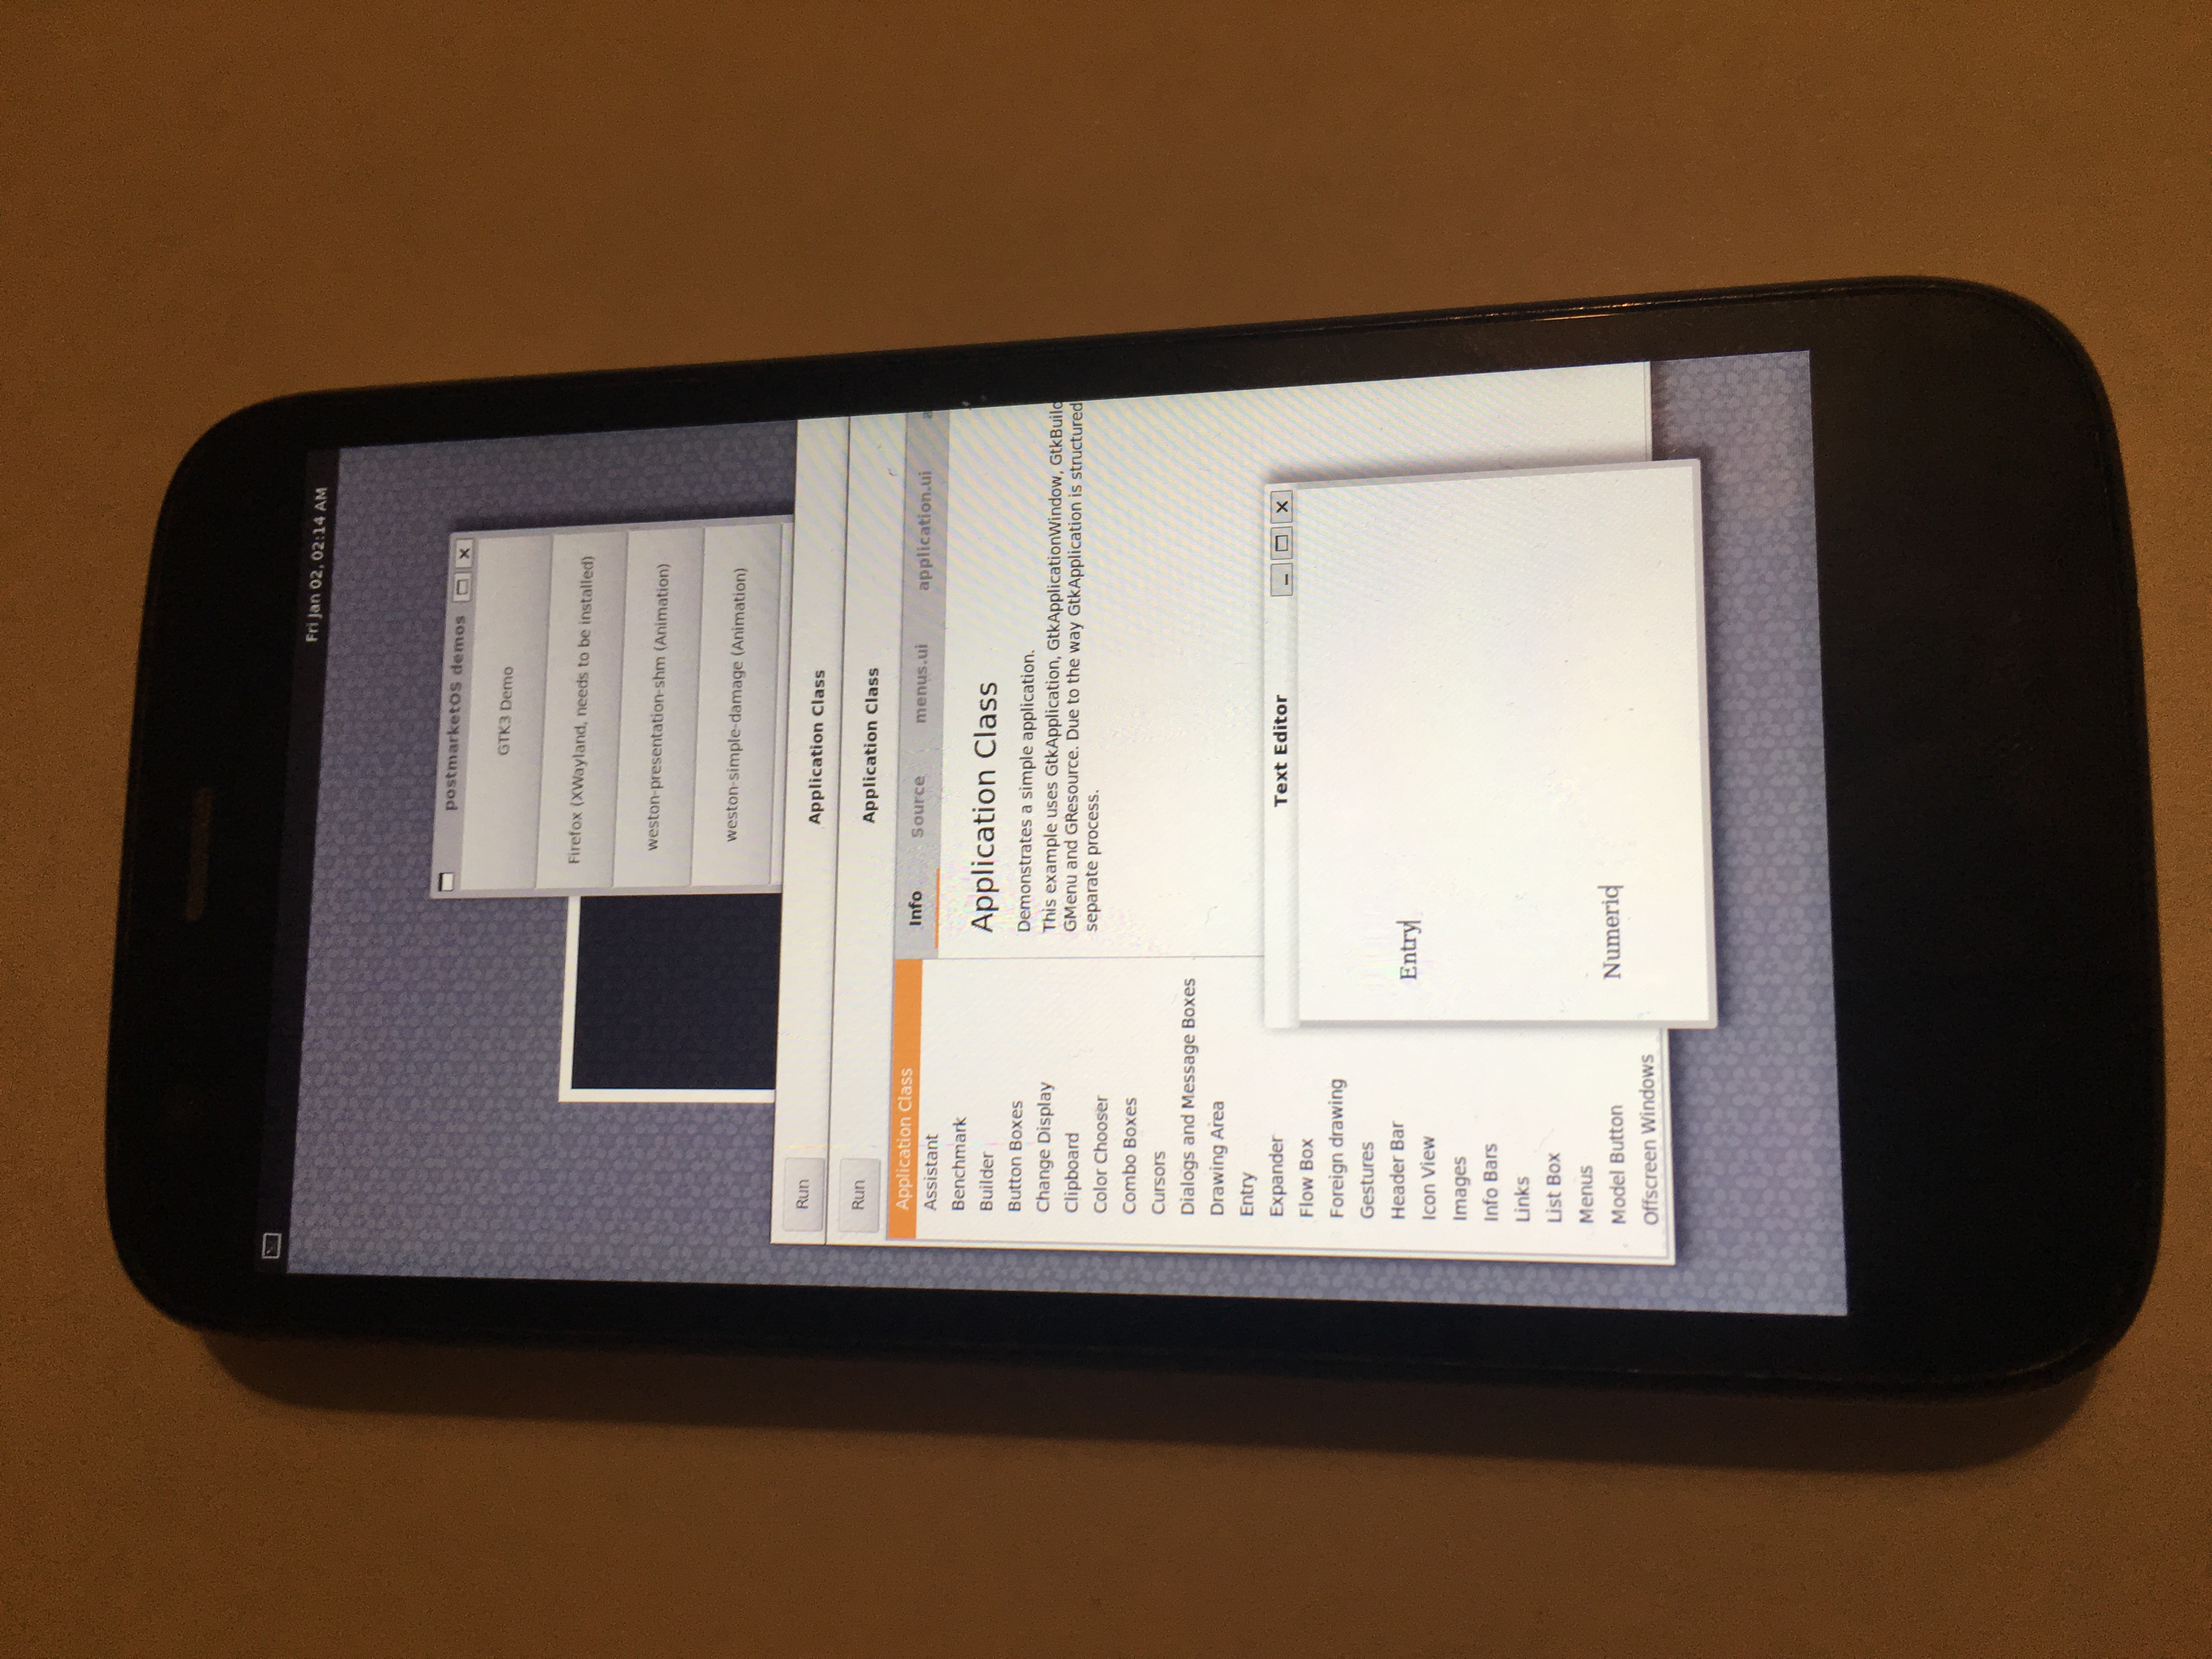 Fri Jan 02, 02:14 AM
postmarketOS demos
GTK3 Demo
Firefox (XWayland, needs to be installed)
weston-presentation-shm (Animation)
weston-simple-damage (Animation)
Run
Application Class
Run
Application Class
Application Class
Assistant
Benchmark
Builder
Button Boxes
Change Display
Clipboard
Color Chooser
Combo Boxes
Cursors
Dialogs and Message Boxes
Drawing Area
Entry
Expander
Flow Box
Foreign drawing
Gestures
Header Bar
Icon View
Images
Info Bars
Links
List Box
Menus
Model Button
Offscreen Windows
Info Source menus.ui application.ui
Application Class
Demonstrates a simple application.
This example uses GtkApplication, GtkApplicationWindow, GtkBuild
GMenu and GResource. Due to the way GtkApplication is structured
separate process.
Text Editor
Entry
Numeric